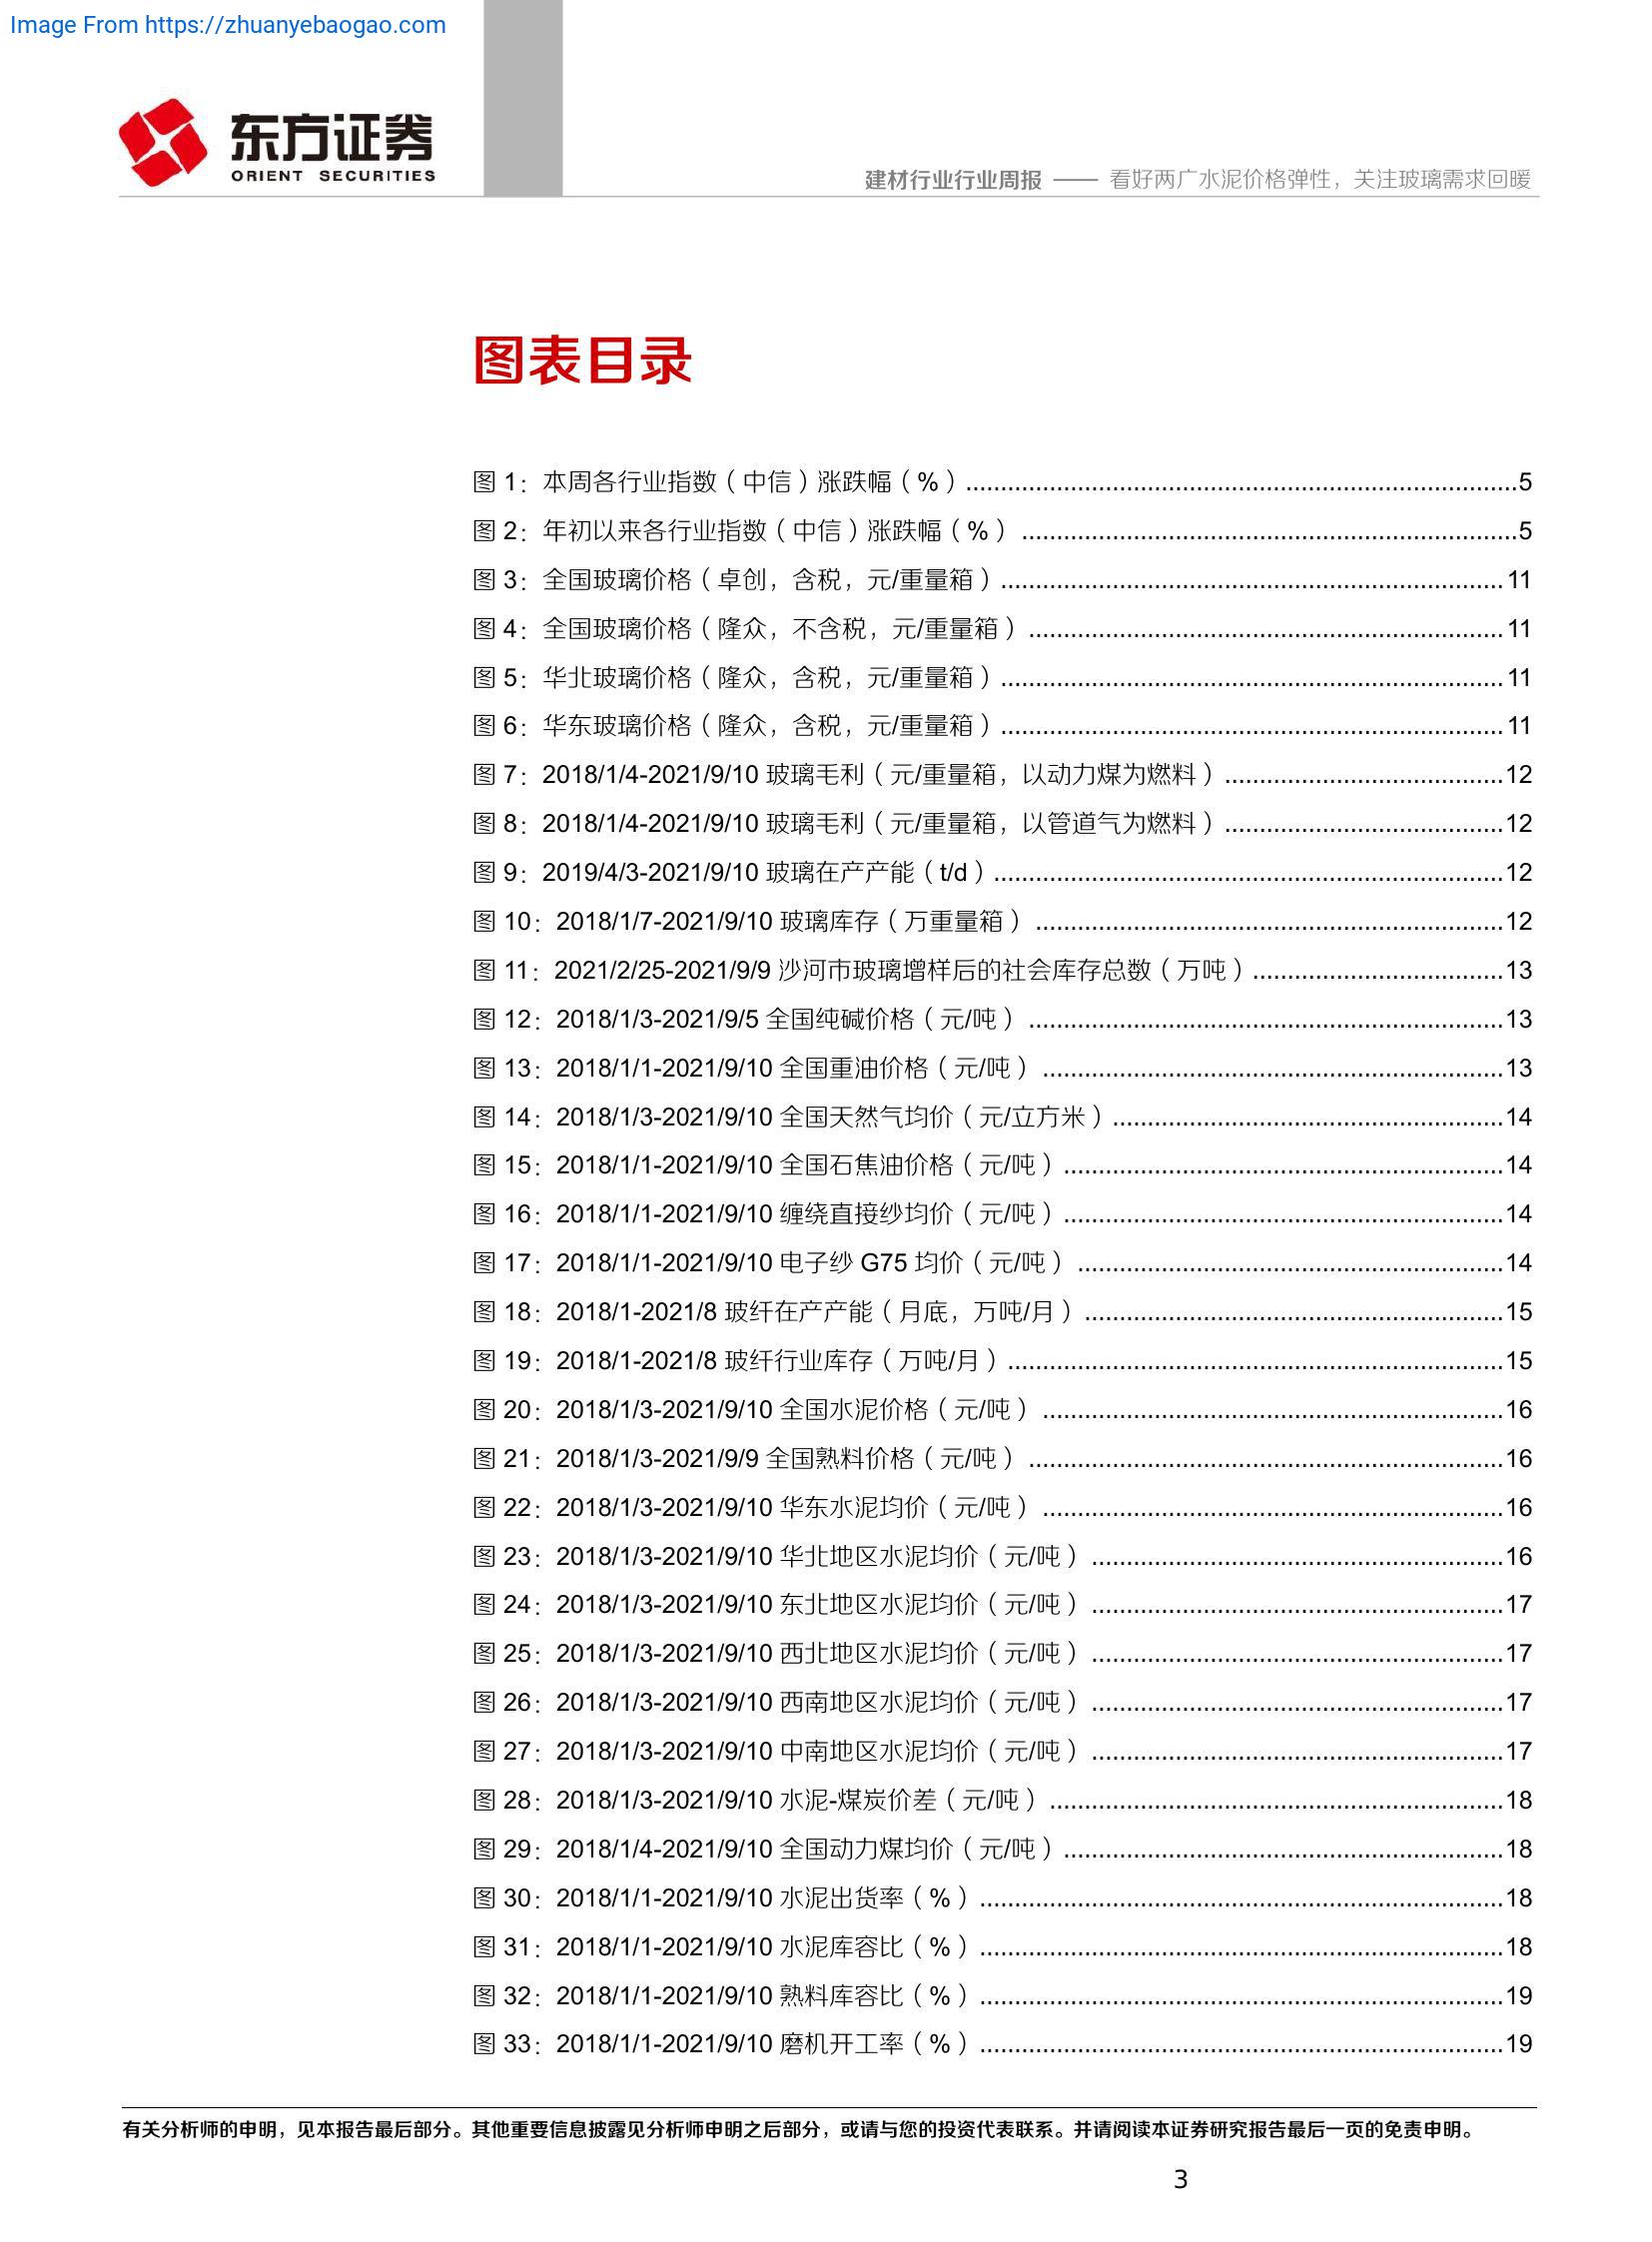 Image From https://zhuanyebaogao.com
东方证券
ORIENT SECURITIES
建材行业行业周报 —— 看好两广水泥价格弹性，关注玻璃需求回暖
图表目录
图 1：本周各行业指数（中信）涨跌幅（%）...............................................................................5
图 2：年初以来各行业指数（中信）涨跌幅（%）.......................................................................5
图 3：全国玻璃价格（卓创，含税，元/重量箱）........................................................................ 11
图 4：全国玻璃价格（隆众，不含税，元/重量箱）.................................................................... 11
图 5：华北玻璃价格（隆众，含税，元/重量箱）........................................................................ 11
图 6：华东玻璃价格（隆众，含税，元/重量箱）........................................................................ 11
图 7：2018/1/4-2021/9/10 玻璃毛利（元/重量箱，以动力煤为燃料）........................................12
图 8：2018/1/4-2021/9/10 玻璃毛利（元/重量箱，以管道气为燃料）........................................12
图 9：2019/4/3-2021/9/10 玻璃在产产能（t/d）.........................................................................12
图 10：2018/1/7-2021/9/10 玻璃库存（万重量箱）...................................................................12
图 11：2021/2/25-2021/9/9 沙河市玻璃增样后的社会库存总数（万吨）....................................13
图 12：2018/1/3-2021/9/5 全国纯碱价格（元/吨）....................................................................13
图 13：2018/1/1-2021/9/10 全国重油价格（元/吨）..................................................................13
图 14：2018/1/3-2021/9/10 全国天然气均价（元/立方米）........................................................14
图 15：2018/1/1-2021/9/10 全国石焦油价格（元/吨）...............................................................14
图 16：2018/1/1-2021/9/10 缠绕直接纱均价（元/吨）...............................................................14
图 17：2018/1/1-2021/9/10 电子纱 G75 均价（元/吨）.............................................................14
图 18：2018/1-2021/8 玻纤在产产能（月底，万吨/月）............................................................15
图 19：2018/1-2021/8 玻纤行业库存（万吨/月）.......................................................................15
图 20：2018/1/3-2021/9/10 全国水泥价格（元/吨）..................................................................16
图 21：2018/1/3-2021/9/9 全国熟料价格（元/吨）....................................................................16
图 22：2018/1/3-2021/9/10 华东水泥均价（元/吨）..................................................................16
图 23：2018/1/3-2021/9/10 华北地区水泥均价（元/吨）...........................................................16
图 24：2018/1/3-2021/9/10 东北地区水泥均价（元/吨）...........................................................17
图 25：2018/1/3-2021/9/10 西北地区水泥均价（元/吨）...........................................................17
图 26：2018/1/3-2021/9/10 西南地区水泥均价（元/吨）...........................................................17
图 27：2018/1/3-2021/9/10 中南地区水泥均价（元/吨）...........................................................17
图 28：2018/1/3-2021/9/10 水泥-煤炭价差（元/吨）.................................................................18
图 29：2018/1/4-2021/9/10 全国动力煤均价（元/吨）...............................................................18
图 30：2018/1/1-2021/9/10 水泥出货率（%）...........................................................................18
图 31：2018/1/1-2021/9/10 水泥库容比（%）...........................................................................18
图 32：2018/1/1-2021/9/10 熟料库容比（%）...........................................................................19
图 33：2018/1/1-2021/9/10 磨机开工率（%）...........................................................................19
有关分析师的申明，见本报告最后部分。其他重要信息披露见分析师申明之后部分，或请与您的投资代表联系。并请阅读本证券研究报告最后一页的免责申明。
3